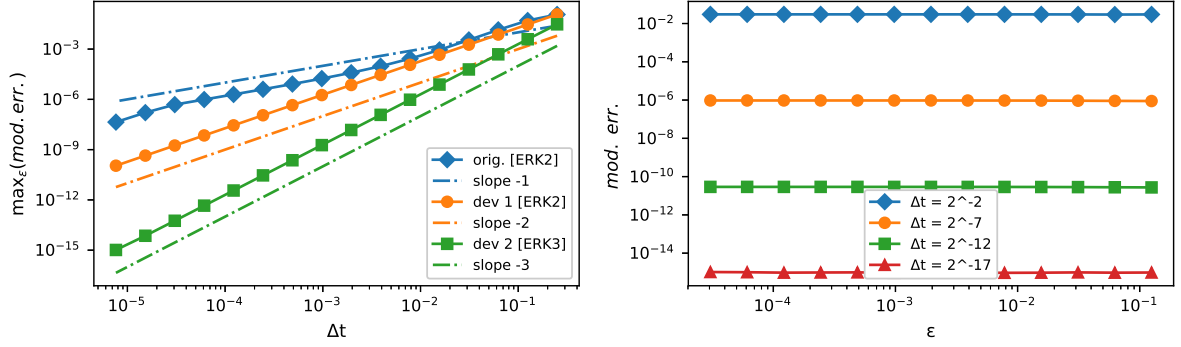 max_ε(mod. err.)
10⁻³
10⁻⁶
10⁻⁹
10⁻¹²
10⁻¹⁵
orig. [ERK2]
slope -1
dev 1 [ERK2]
slope -2
dev 2 [ERK3]
slope -3
10⁻⁵ 10⁻⁴ 10⁻³ 10⁻² 10⁻¹
Δt
mod. err.
10⁻²
10⁻⁴
10⁻⁶
10⁻⁸
10⁻¹⁰
10⁻¹²
10⁻¹⁴
Δt = 2^-2
Δt = 2^-7
Δt = 2^-12
Δt = 2^-17
10⁻⁴ 10⁻³ 10⁻² 10⁻¹
ε